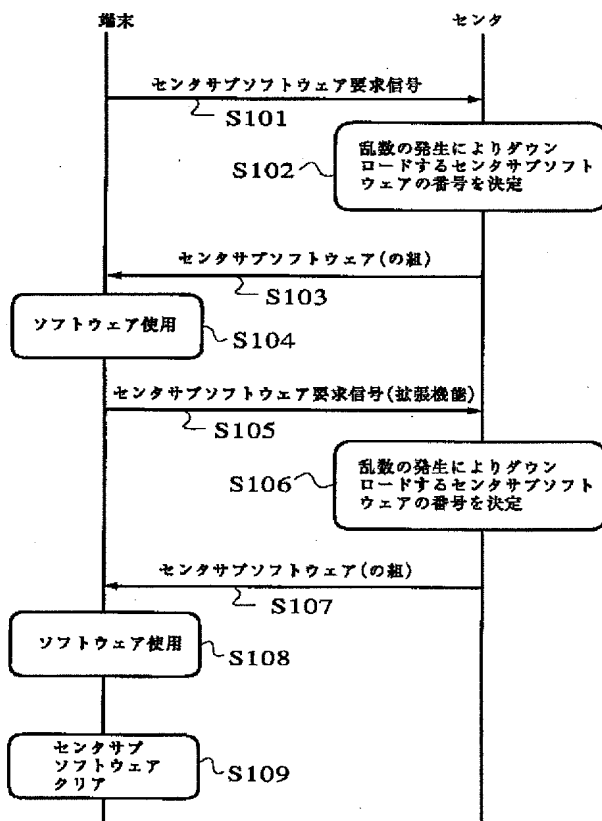 端末
センタ
センタサブソフトウェア要求信号
S101
乱数の発生によりダウン
ロードするセンタサブソフト
ウェアの番号を決定
S102
センタサブソフトウェア(の組)
S103
ソフトウェア使用
S104
センタサブソフトウェア要求信号(拡張機能)
S105
乱数の発生によりダウン
ロードするセンタサブソフト
ウェアの番号を決定
S106
センタサブソフトウェア(の組)
S107
ソフトウェア使用
S108
センタサブ
ソフトウェア
クリア
S109